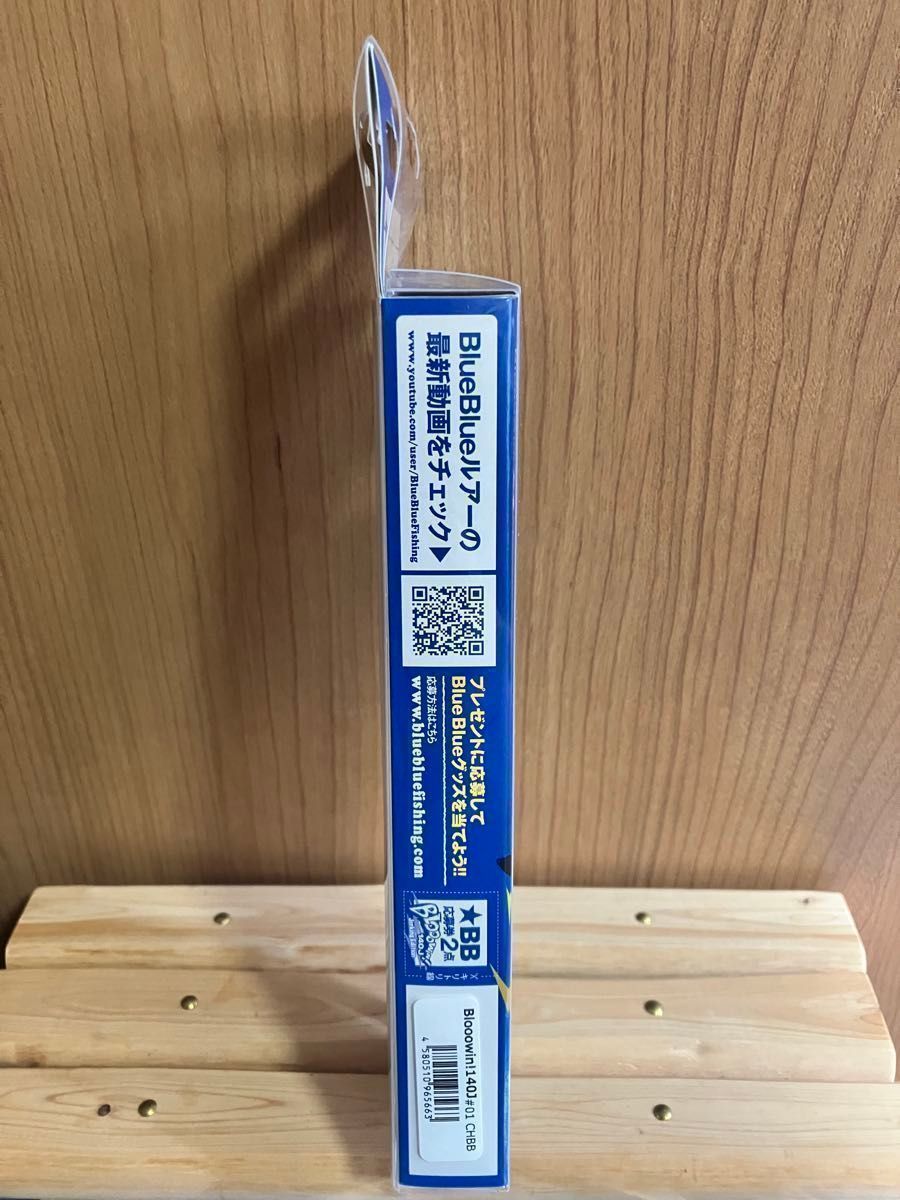 BlueBlueルアーの
最新動画をチェック▶
www.youtube.com/user/BlueBlueFishing
プレゼントに応募して
Blue Blueグッズを当てよう!!
応募方法はこちら
www.bluebluefishing.com
★BB
応募券2点
140J
キリトリ線
Blooowin!140J#01 CHBB
4 580510 965663